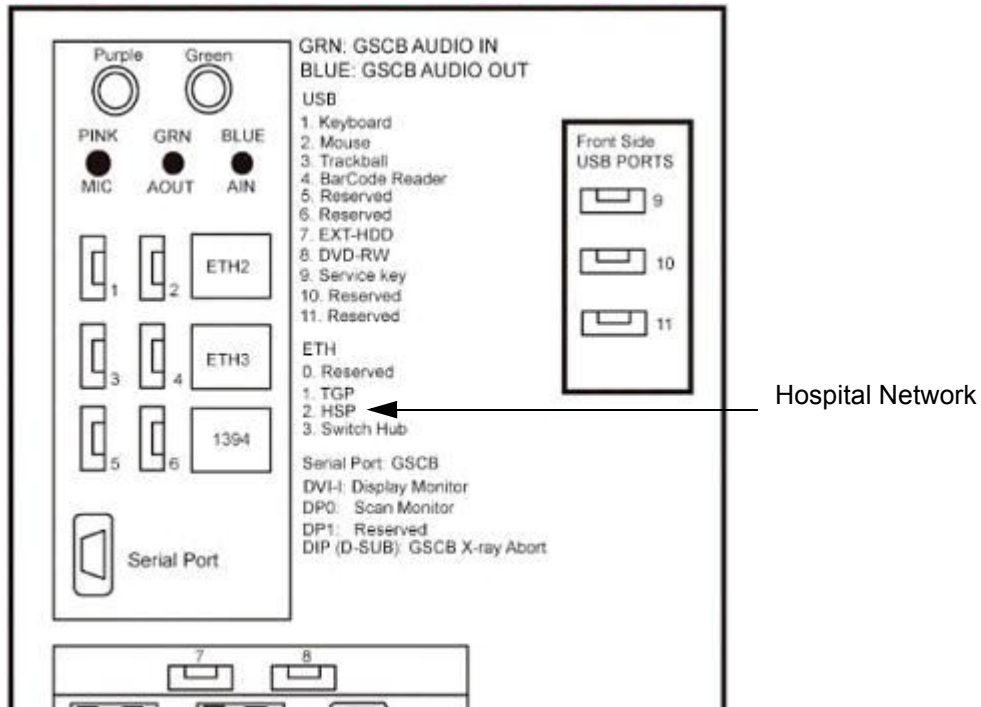 Purple Green
PINK GRN BLUE
MIC AOUT AIN
1 2 ETH2
3 4 ETH3
5 6 1394
Serial Port
GRN: GSCB AUDIO IN
BLUE: GSCB AUDIO OUT
USB
1. Keyboard
2. Mouse
3. Trackball
4. BarCode Reader
5. Reserved
6. Reserved
7. EXT-HDD
8. DVD-RW
9. Service key
10. Reserved
11. Reserved
ETH
0. Reserved
1. TGP
2. HSP
3. Switch Hub
Serial Port: GSCB
DVI-I: Display Monitor
DP0: Scan Monitor
DP1: Reserved
DIP (D-SUB): GSCB X-ray Abort
Front Side
USB PORTS
9
10
11
Hospital Network
7 8